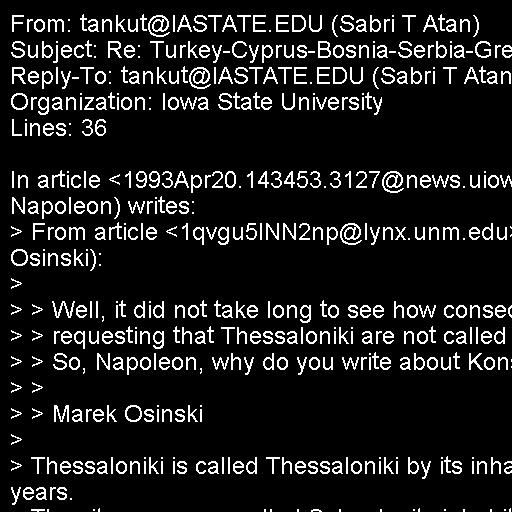 From: tankut@IASTATE.EDU (Sabri T Atan)
Subject: Re: Turkey-Cyprus-Bosnia-Serbia-Gre
Reply-To: tankut@IASTATE.EDU (Sabri T Atan
Organization: Iowa State University
Lines: 36

In article <1993Apr20.143453.3127@news.uiow
Napoleon) writes:
> From article <1qvgu5INN2np@lynx.unm.edu>
Osinski):
>
> > Well, it did not take long to see how consec
> > requesting that Thessaloniki are not called
> > So, Napoleon, why do you write about Kons
> >
> > Marek Osinski
>
> Thessaloniki is called Thessaloniki by its inha
years.